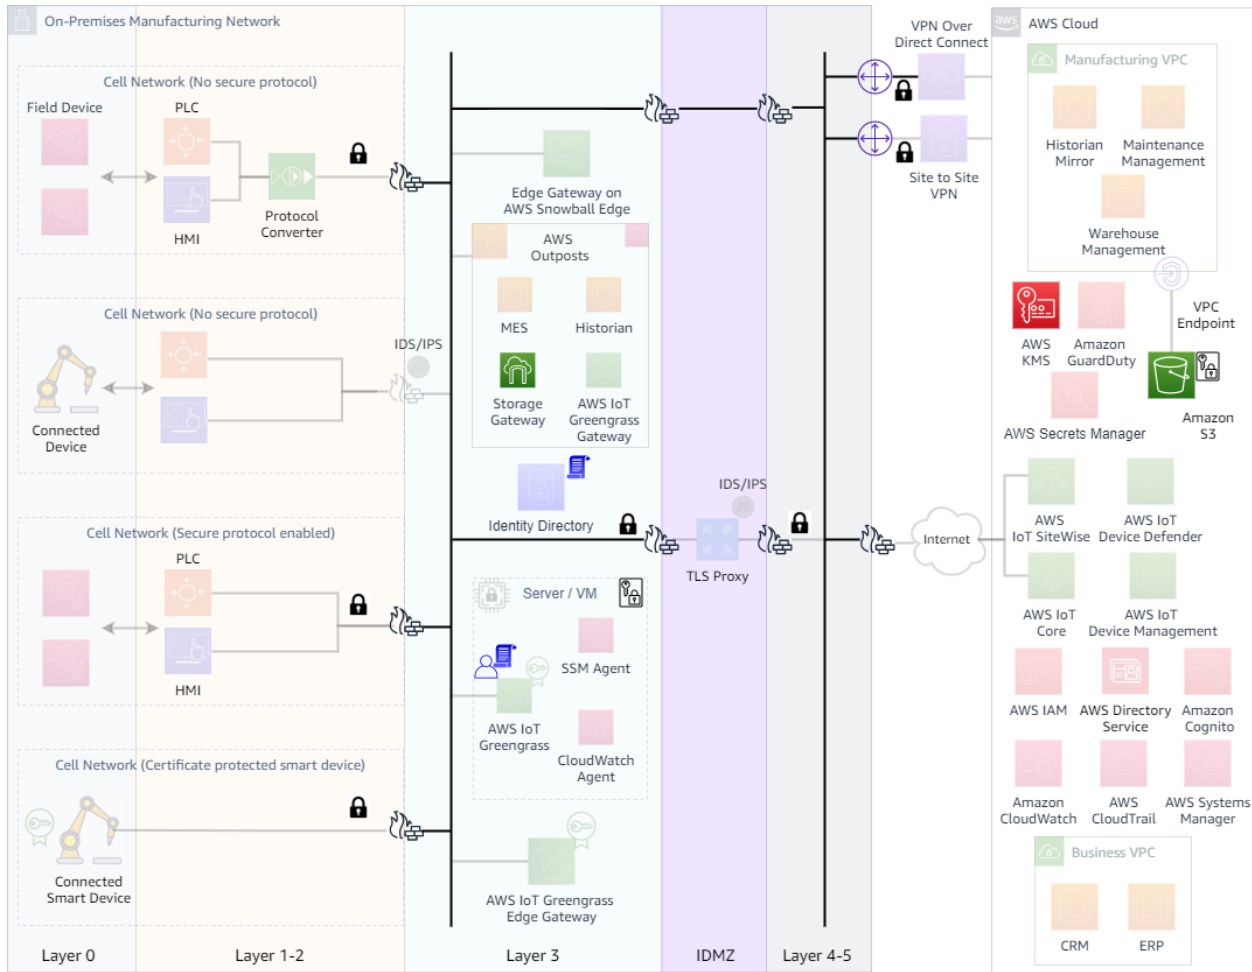 On-Premises Manufacturing Network
Cell Network (No secure protocol)
Field Device
PLC
HMI
Protocol
Converter
Cell Network (No secure protocol)
Connected
Device
IDS/IPS
Cell Network (Secure protocol enabled)
PLC
HMI
Cell Network (Certificate protected smart device)
Connected
Smart Device
Edge Gateway on
AWS Snowball Edge
AWS
Outposts
MES
Historian
Storage
Gateway
AWS IoT
Greengrass
Gateway
Identity Directory
Server / VM
SSM Agent
AWS IoT
Greengrass
CloudWatch
Agent
AWS IoT Greengrass
Edge Gateway
IDS/IPS
TLS Proxy
VPN Over
Direct Connect
Site to Site
VPN
Internet
aws
AWS Cloud
Manufacturing VPC
Historian
Mirror
Maintenance
Management
Warehouse
Management
VPC
Endpoint
AWS
KMS
Amazon
GuardDuty
Amazon
S3
AWS Secrets Manager
AWS
IoT SiteWise
AWS IoT
Device Defender
AWS IoT
Core
AWS IoT
Device Management
AWS IAM
AWS Directory
Service
Amazon
Cognito
Amazon
CloudWatch
AWS
CloudTrail
AWS Systems
Manager
Business VPC
CRM
ERP
Layer 0
Layer 1-2
Layer 3
IDMZ
Layer 4-5